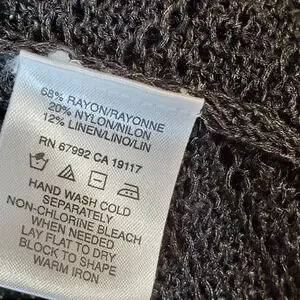 68% RAYON/RAYONNE
20% NYLON/NILON
12% LINEN/LINO/LIN
RN 67992 CA 19117
HAND WASH COLD
SEPARATELY
NON-CHLORINE BLEACH
WHEN NEEDED
LAY FLAT TO DRY
BLOCK TO SHAPE
WARM IRON